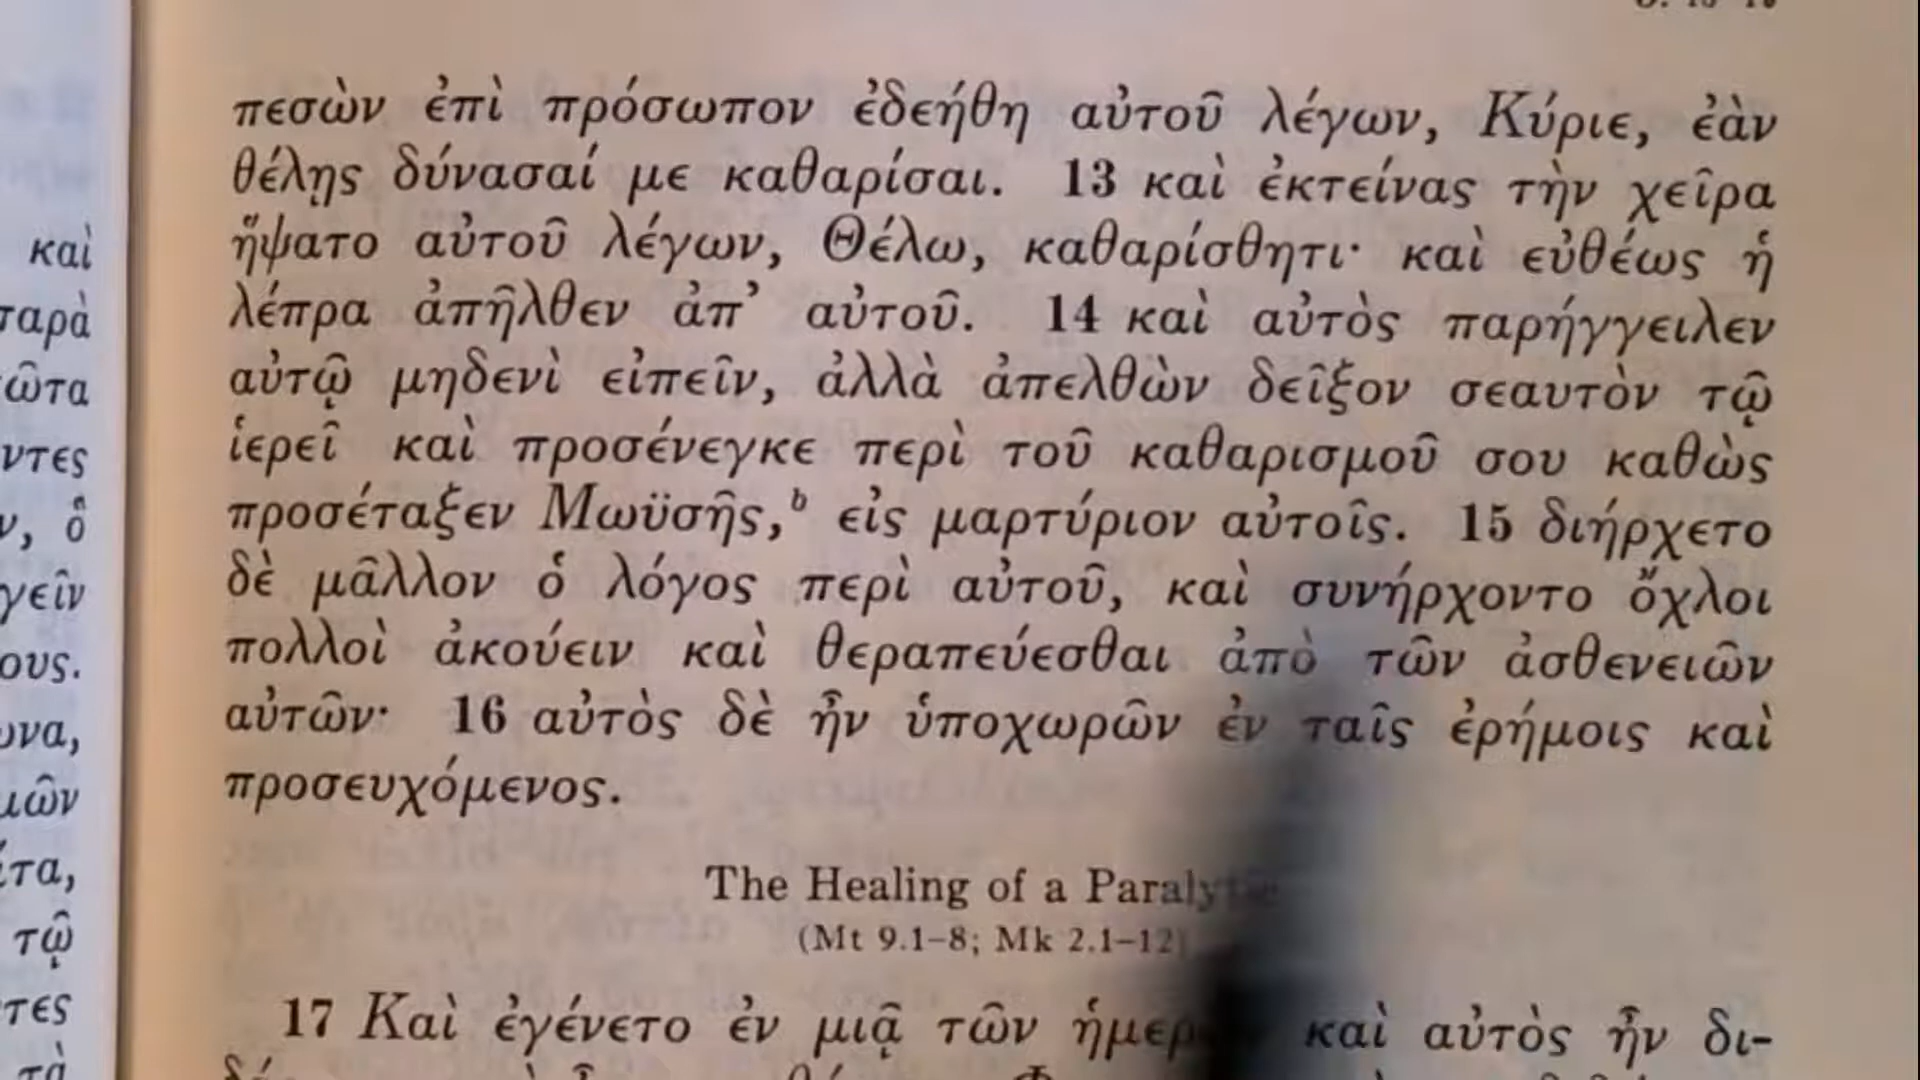 καὶ
ταρὰ
ῶτα
ντες
ν, ὃ
γεῖν
ους.
ωνα,
μῶν
τῷ
τες
τὰ
πεσὼν ἐπὶ πρόσωπον ἐδεήθη αὐτοῦ λέγων, Κύριε, ἐὰν
θέλῃς δύνασαί με καθαρίσαι. 13 καὶ ἐκτείνας τὴν χεῖρα
ἥψατο αὐτοῦ λέγων, Θέλω, καθαρίσθητι· καὶ εὐθέως ἡ
λέπρα ἀπῆλθεν ἀπ’ αὐτοῦ. 14 καὶ αὐτὸς παρήγγειλεν
αὐτῷ μηδενὶ εἰπεῖν, ἀλλὰ ἀπελθὼν δεῖξον σεαυτὸν τῷ
ἱερεῖ καὶ προσένεγκε περὶ τοῦ καθαρισμοῦ σου καθὼς
προσέταξεν Μωϋσῆς,ᵇ εἰς μαρτύριον αὐτοῖς. 15 διήρχετο
δὲ μᾶλλον ὁ λόγος περὶ αὐτοῦ, καὶ συνήρχοντο ὄχλοι
πολλοὶ ἀκούειν καὶ θεραπεύεσθαι ἀπὸ τῶν ἀσθενειῶν
αὐτῶν· 16 αὐτὸς δὲ ἦν ὑποχωρῶν ἐν ταῖς ἐρήμοις καὶ
προσευχόμενος.
The Healing of a Paralytic
(Mt 9.1–8; Mk 2.1–12)
17 Καὶ ἐγένετο ἐν μιᾷ τῶν ἡμερ καὶ αὐτὸς ἦν δι-